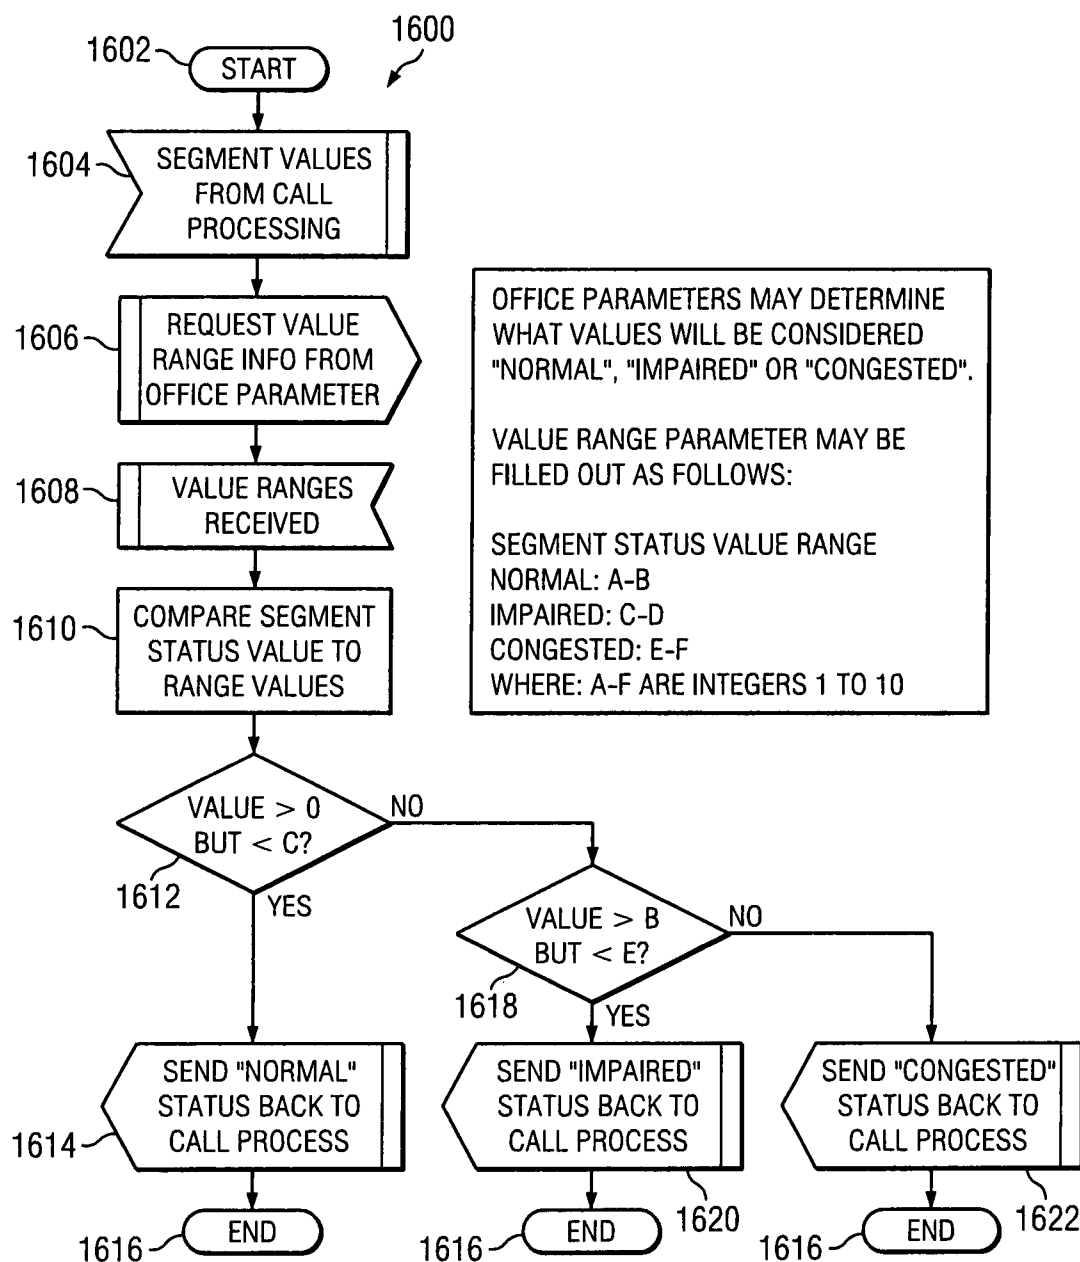 1602
START
1600
1604
SEGMENT VALUES
FROM CALL
PROCESSING
1606
REQUEST VALUE
RANGE INFO FROM
OFFICE PARAMETER
1608
VALUE RANGES
RECEIVED
1610
COMPARE SEGMENT
STATUS VALUE TO
RANGE VALUES
OFFICE PARAMETERS MAY DETERMINE
WHAT VALUES WILL BE CONSIDERED
"NORMAL", "IMPAIRED" OR "CONGESTED".
VALUE RANGE PARAMETER MAY BE
FILLED OUT AS FOLLOWS:
SEGMENT STATUS VALUE RANGE
NORMAL: A-B
IMPAIRED: C-D
CONGESTED: E-F
WHERE: A-F ARE INTEGERS 1 TO 10
VALUE > 0
BUT < C?
NO
1612
YES
VALUE > B
BUT < E?
NO
1618
YES
SEND "NORMAL"
STATUS BACK TO
CALL PROCESS
1614
SEND "IMPAIRED"
STATUS BACK TO
CALL PROCESS
1620
SEND "CONGESTED"
STATUS BACK TO
CALL PROCESS
1622
1616
END
1616
END
1616
END